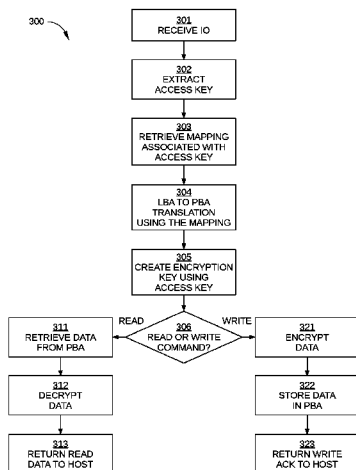 300
301
RECEIVE IO
302
EXTRACT
ACCESS KEY
303
RETRIEVE MAPPING
ASSOCIATED WITH
ACCESS KEY
304
LBA TO PBA
TRANSLATION
USING THE MAPPING
305
CREATE ENCRYPTION
KEY USING
ACCESS KEY
306
READ OR WRITE
COMMAND?
READ
WRITE
311
RETRIEVE DATA
FROM PBA
312
DECRYPT
DATA
313
RETURN READ
DATA TO HOST
321
ENCRYPT
DATA
322
STORE DATA
IN PBA
323
RETURN WRITE
ACK TO HOST